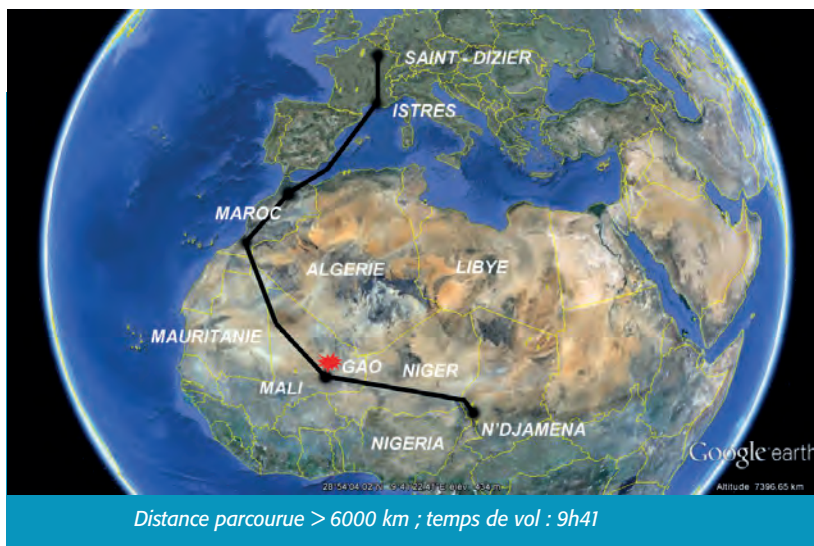 SAINT - DIZIER
ISTRES
MAROC
ALGERIE
LIBYE
MAURITANIE
GAO
NIGER
MALI
N'DJAMENA
NIGERIA
Google earth
Altitude 7396.65 km
Distance parcourue > 6000 km ; temps de vol : 9h41